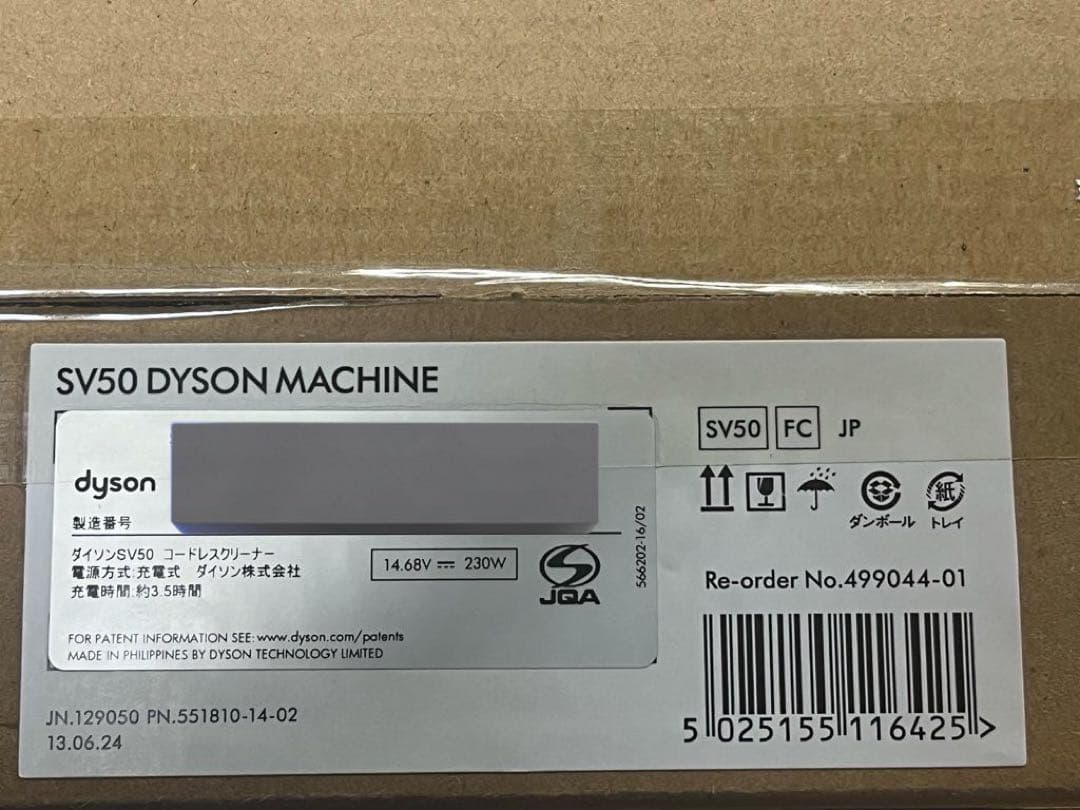 SV50 DYSON MACHINE
dyson
製造番号
ダイソンSV50 コードレスクリーナー
電源方式:充電式 ダイソン株式会社
充電時間:約3.5時間
14.68V ⎓ 230W
JQA
566202-16/02
FOR PATENT INFORMATION SEE: www.dyson.com/patents
MADE IN PHILIPPINES BY DYSON TECHNOLOGY LIMITED
JN.129050 PN.551810-14-02
13.06.24
SV50 FC JP
紙
ダンボール トレイ
Re-order No.499044-01
5 025155 116425 >